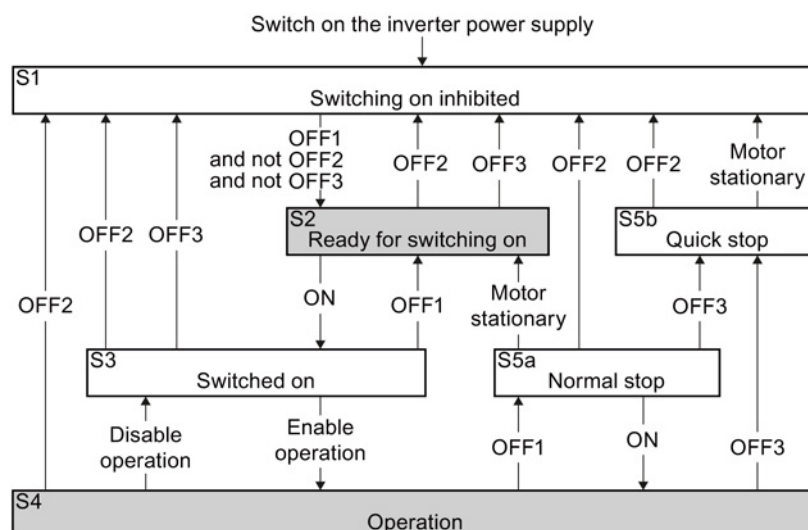 Switch on the inverter power supply
S1
Switching on inhibited
OFF1
and not OFF2
and not OFF3
OFF2
OFF3
OFF2
OFF2
Motor
stationary
S2
Ready for switching on
S5b
Quick stop
OFF2
OFF3
OFF2
ON
OFF1
Motor
stationary
OFF3
S3
Switched on
S5a
Normal stop
Disable
operation
Enable
operation
OFF1
ON
OFF3
S4
Operation